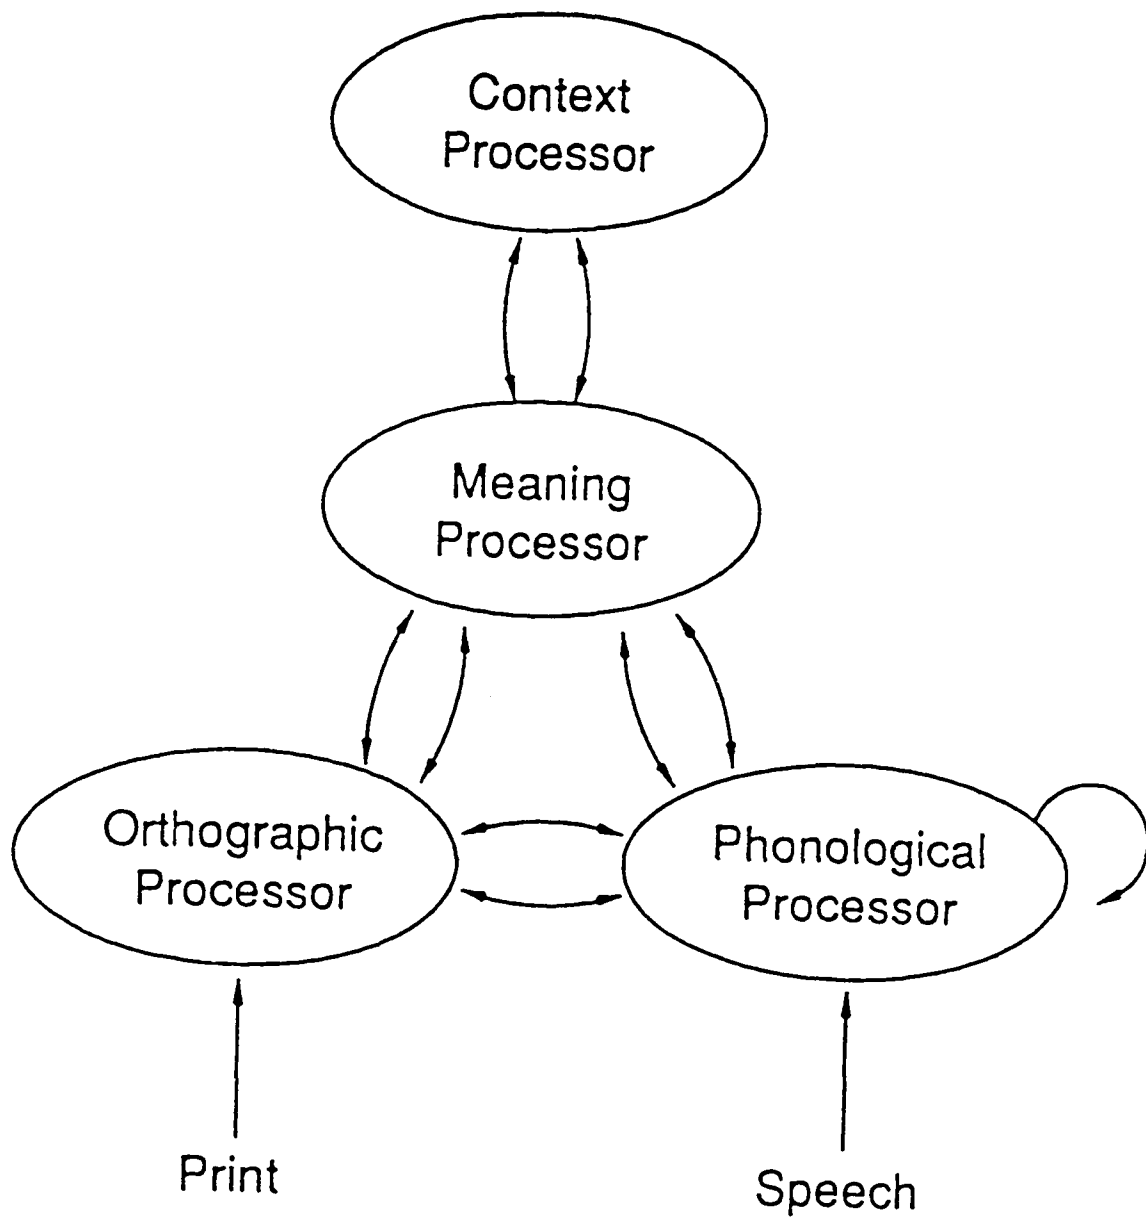 Context
Processor
Meaning
Processor
Orthographic
Processor
Phonological
Processor
Print
Speech